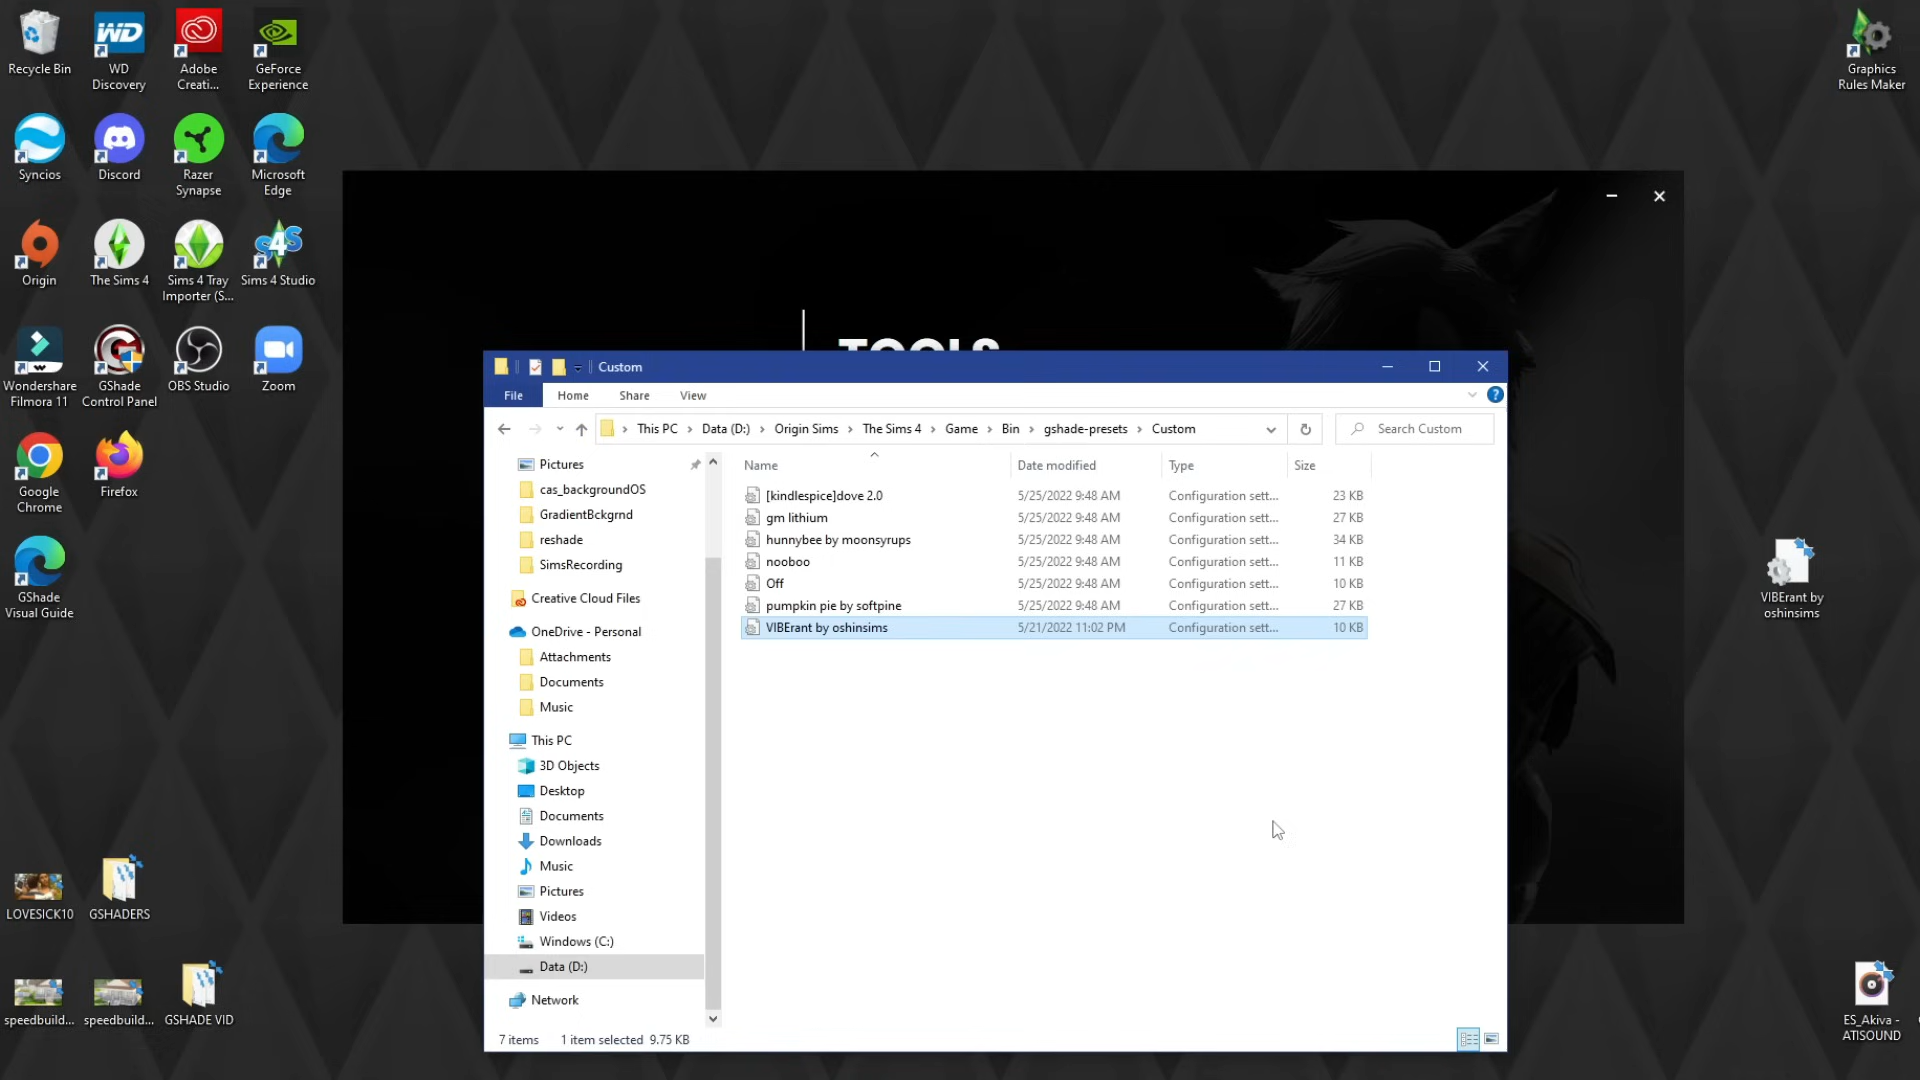 Recycle Bin
WD
Discovery
Adobe
Creati...
GeForce
Experience
Graphics
Rules Maker
Syncios
Discord
Razer
Synapse
Microsoft
Edge
Origin
The Sims 4
Sims 4 Tray
Importer (S...
Sims 4 Studio
Wondershare
Filmora 11
GShade
Control Panel
OBS Studio
Zoom
Google
Chrome
Firefox
GShade
Visual Guide
LOVESICK10
GSHADERS
speedbuild...
speedbuild...
GSHADE VID
VIBErant by
oshinsims
ES_Akiva -
ATISOUND
TOOLS
Custom
File Home Share View
This PC > Data (D:) > Origin Sims > The Sims 4 > Game > Bin > gshade-presets > Custom
Search Custom
Pictures
cas_backgroundOS
GradientBckgrnd
reshade
SimsRecording
Creative Cloud Files
OneDrive - Personal
Attachments
Documents
Music
This PC
3D Objects
Desktop
Documents
Downloads
Music
Pictures
Videos
Windows (C:)
Data (D:)
Network
Name Date modified Type Size
[kindlespice]dove 2.0 5/25/2022 9:48 AM Configuration sett... 23 KB
gm lithium 5/25/2022 9:48 AM Configuration sett... 27 KB
hunnybee by moonsyrups 5/25/2022 9:48 AM Configuration sett... 34 KB
nooboo 5/25/2022 9:48 AM Configuration sett... 11 KB
Off 5/25/2022 9:48 AM Configuration sett... 10 KB
pumpkin pie by softpine 5/25/2022 9:48 AM Configuration sett... 27 KB
VIBErant by oshinsims 5/21/2022 11:02 PM Configuration sett... 10 KB
7 items 1 item selected 9.75 KB